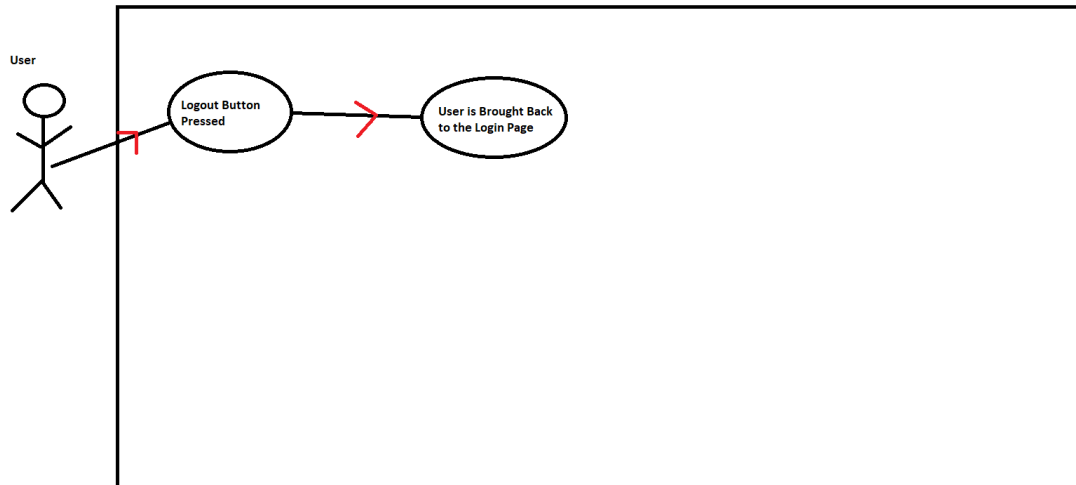 User
Logout Button
Pressed
User is Brought Back
to the Login Page